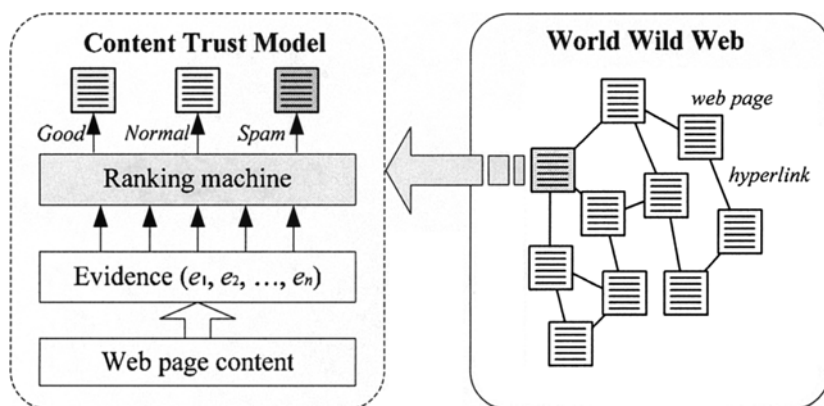 Content Trust Model
Good
Normal
Spam
Ranking machine
Evidence (e1, e2, …, en)
Web page content
World Wild Web
web page
hyperlink